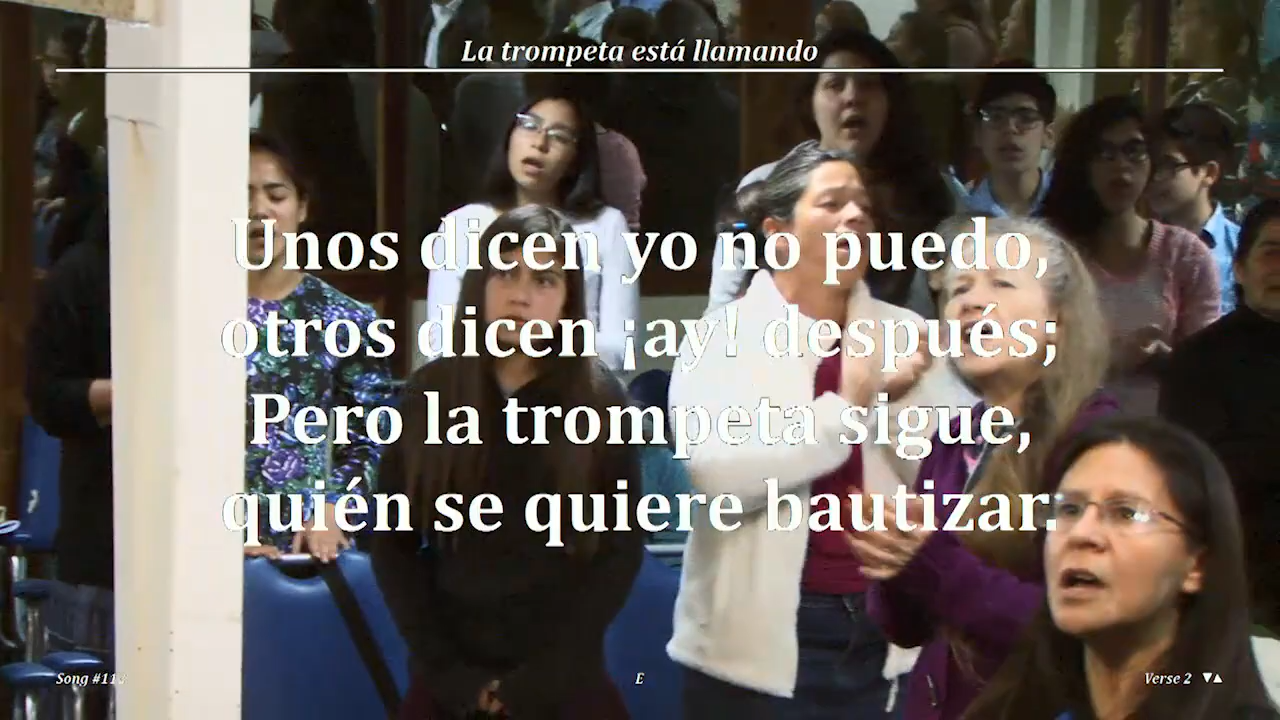 La trompeta está llamando
Unos dicen yo no puedo,
otros dicen ¡ay! después;
Pero la trompeta sigue,
quién se quiere bautizar.
Song
E
Verse 2 ▼▲